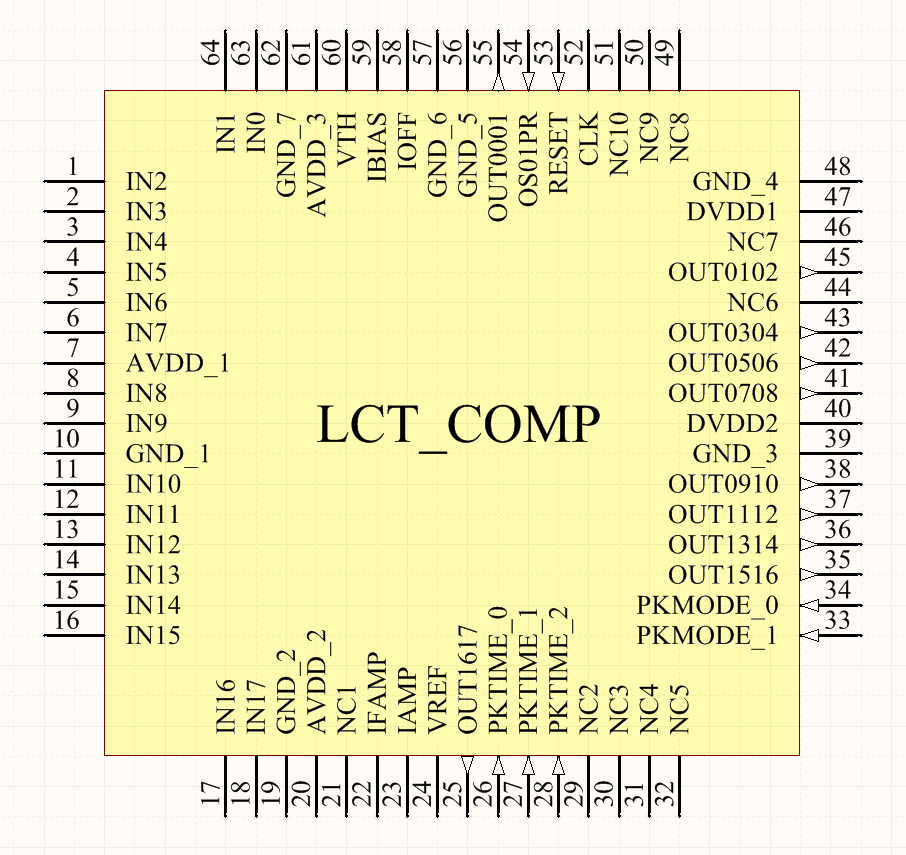 64 63 62 61 60 59 58 57 56 55 54 53 52 51 50 49
IN1 IN0 GND_7 AVDD_3 VTH IBIAS IOFF GND_6 GND_5 OUT0001 OS01PR RESET CLK NC10 NC9 NC8
1 IN2
2 IN3
3 IN4
4 IN5
5 IN6
6 IN7
7 AVDD_1
8 IN8
9 IN9
10 GND_1
11 IN10
12 IN11
13 IN12
14 IN13
15 IN14
16 IN15
LCT_COMP
GND_4 48
DVDD1 47
NC7 46
OUT0102 45
NC6 44
OUT0304 43
OUT0506 42
OUT0708 41
DVDD2 40
GND_3 39
OUT0910 38
OUT1112 37
OUT1314 36
OUT1516 35
PKMODE_0 34
PKMODE_1 33
IN16 IN17 GND_2 AVDD_2 NC1 IFAMP IAMP VREF OUT1617 PKTIME_0 PKTIME_1 PKTIME_2 NC2 NC3 NC4 NC5
17 18 19 20 21 22 23 24 25 26 27 28 29 30 31 32